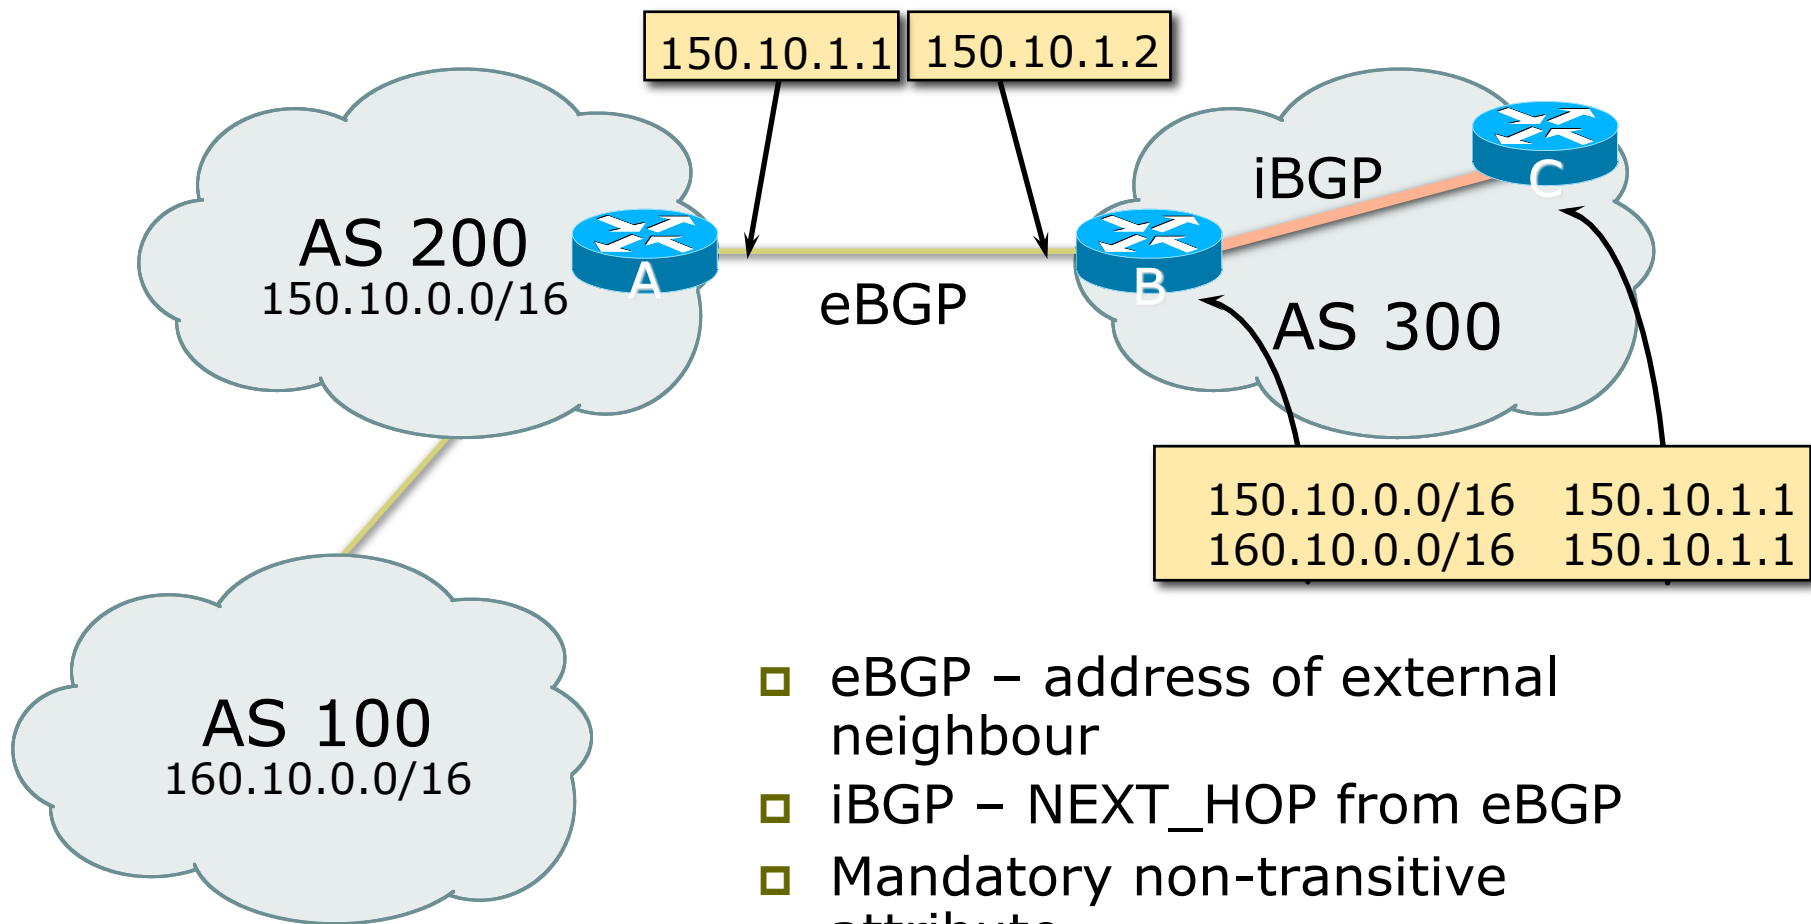 150.10.1.1
150.10.1.2
iBGP
C
AS 200
150.10.0.0/16
A
B
eBGP
AS 300
150.10.0.0/16 150.10.1.1
160.10.0.0/16 150.10.1.1
AS 100
160.10.0.0/16
eBGP – address of external
neighbour
iBGP – NEXT_HOP from eBGP
Mandatory non-transitive
attribute